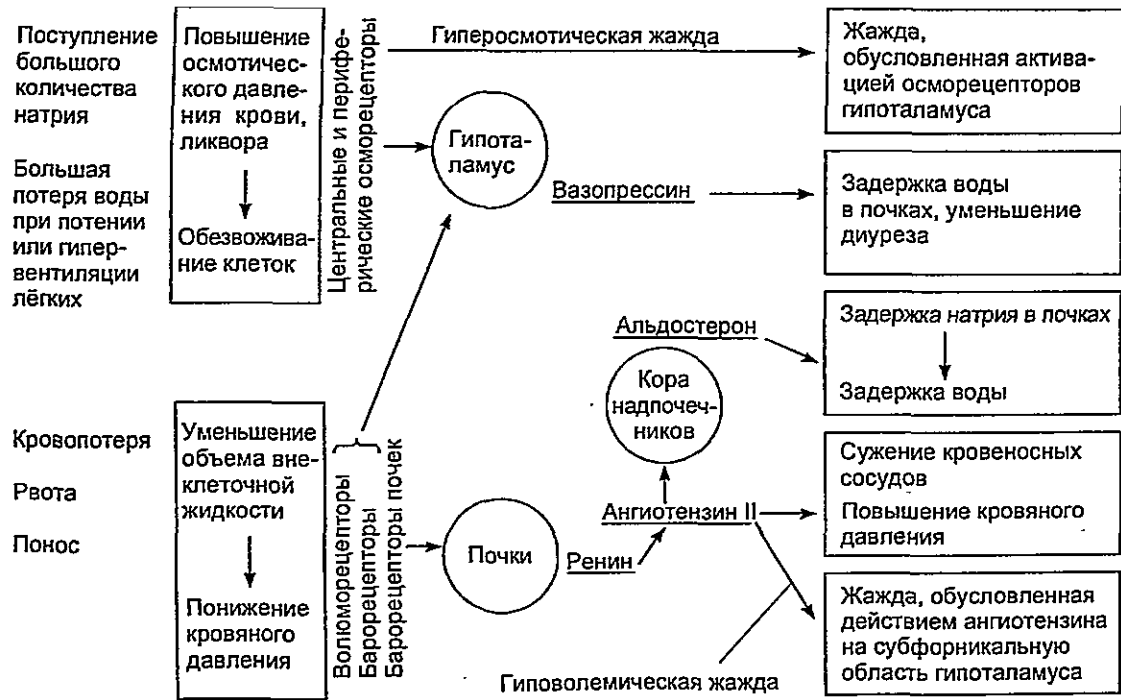 Поступление
большого
количества
натрия
Большая
потеря воды
при потении
или гипер-
вентиляции
лёгких
Повышение
осмотичес-
кого давле-
ния крови,
ликвора
Обезвожива-
ние клеток
Центральные и перифе-
рические осморецепторы
Гиперосмотическая жажда
Жажда,
обусловленная актива-
цией осморецепторов
гипоталамуса
Гипота-
ламус
Вазопрессин
Задержка воды
в почках, уменьшение
диуреза
Альдостерон
Задержка натрия в почках
Задержка воды
Кора
надпочеч-
ников
Кровопотеря
Рвота
Понос
Уменьшение
объема вне-
клеточной
жидкости
Понижение
кровяного
давления
Волюморецепторы
Барорецепторы
Барорецепторы почек
Почки
Ренин
Ангиотензин II
Сужение кровеносных
сосудов
Повышение кровяного
давления
Гиповолемическая жажда
Жажда, обусловленная
действием ангиотензина
на субфорникальную
область гипоталамуса